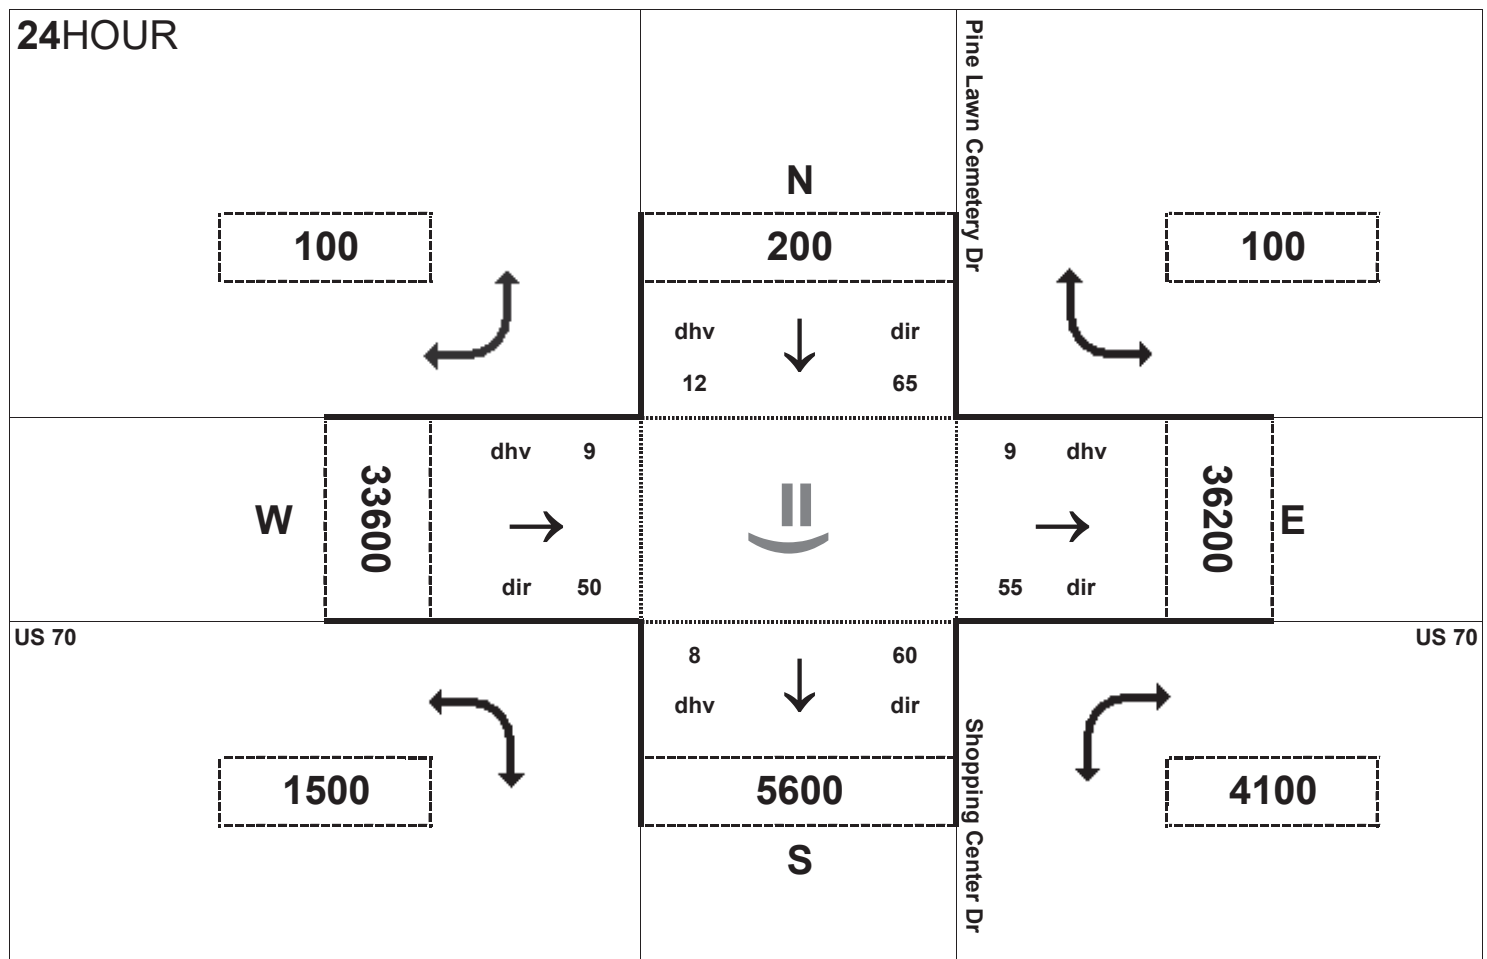 24HOUR
Pine Lawn Cemetery Dr
N
100
200
100
dhv
dir
12
65
dhv 9
9 dhv
W
33600
36200
E
dir 50
55 dir
US 70
US 70
8
60
dhv
dir
Shopping Center Dr
1500
5600
4100
S